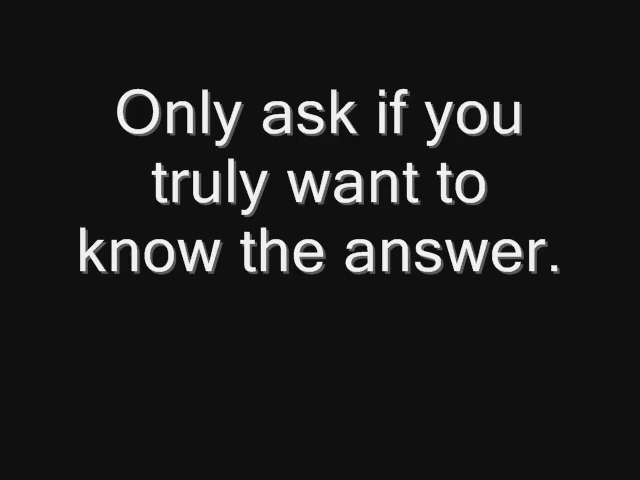 Only ask if you
truly want to
know the answer.